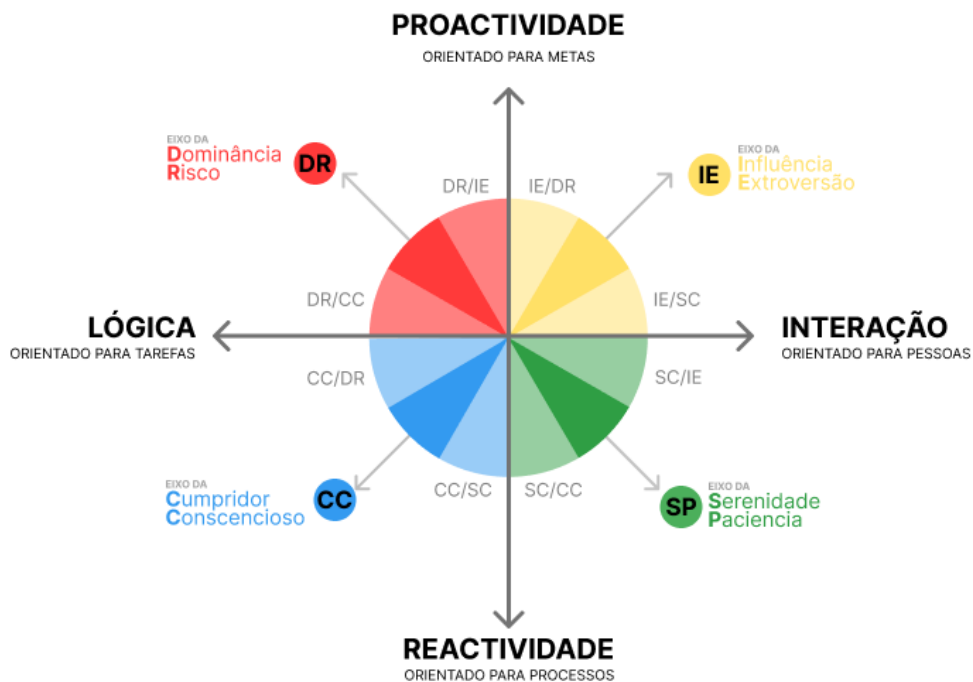 PROACTIVIDADE
ORIENTADO PARA METAS
EIXO DA
Dominância
Risco
DR
EIXO DA
Influência
Extroversão
IE
DR/IE
IE/DR
DR/CC
IE/SC
LÓGICA
ORIENTADO PARA TAREFAS
INTERAÇÃO
ORIENTADO PARA PESSOAS
CC/DR
SC/IE
CC/SC
SC/CC
EIXO DA
Cumpridor
Conscencioso
CC
SP
EIXO DA
Serenidade
Paciencia
REACTIVIDADE
ORIENTADO PARA PROCESSOS